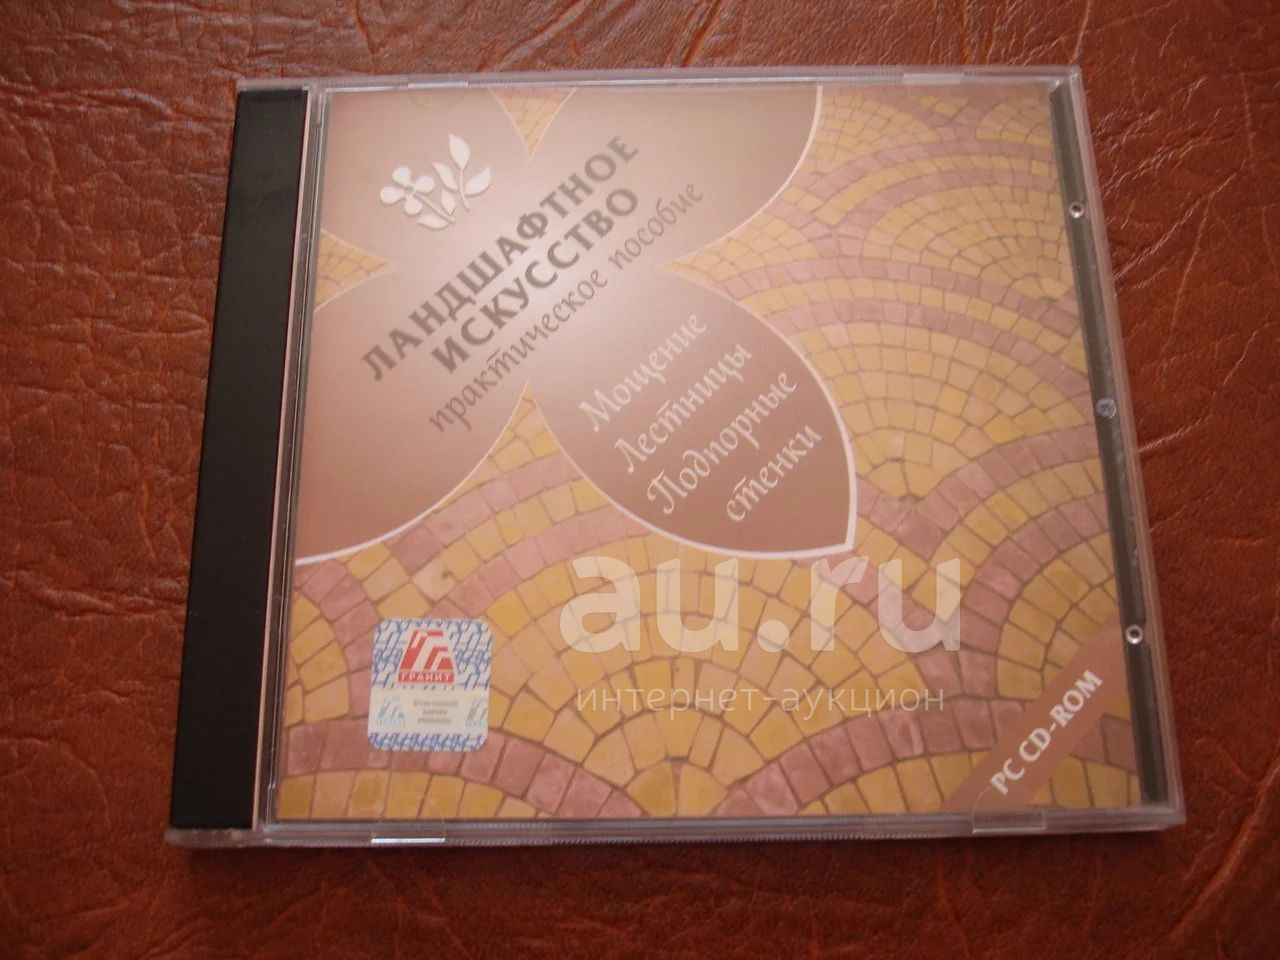 ЛАНДШАФТНОЕ
ИСКУССТВО
практическое пособие
Мощение
Лестницы
Подпорные
стенки
au.ru
интернет-аукцион
ГРАНИТ
PC CD-ROM